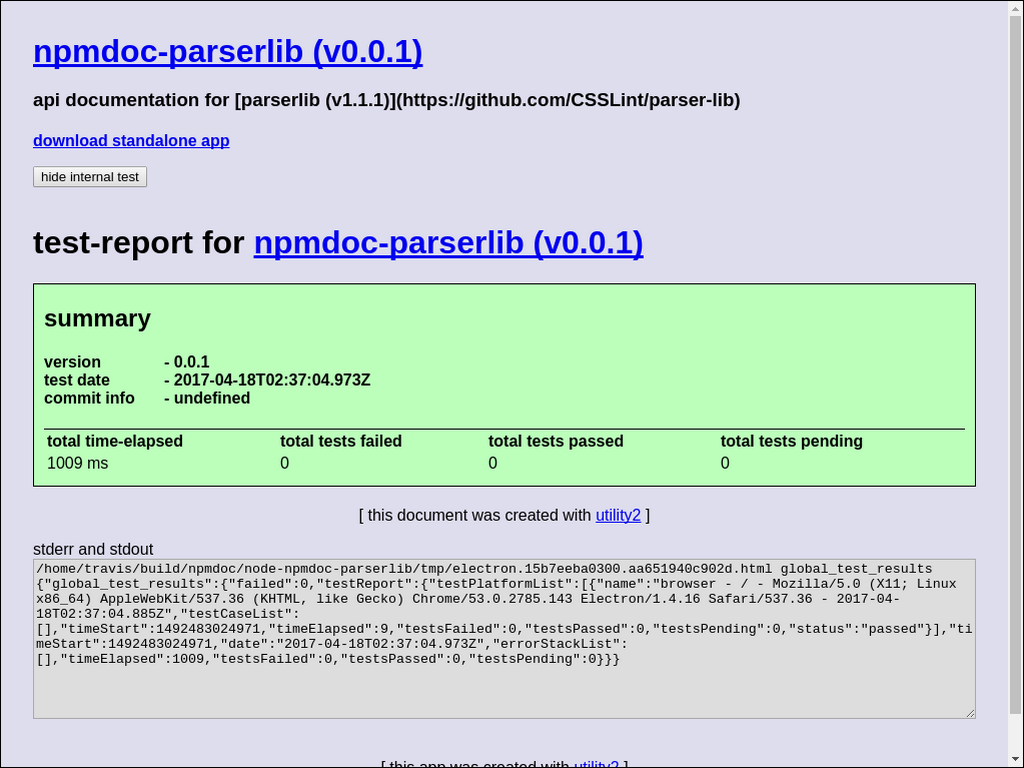 npmdoc-parserlib (v0.0.1)
api documentation for [parserlib (v1.1.1)](https://github.com/CSSLint/parser-lib)
download standalone app
hide internal test
test-report for npmdoc-parserlib (v0.0.1)
summary
version - 0.0.1
test date - 2017-04-18T02:37:04.973Z
commit info - undefined
total time-elapsed total tests failed total tests passed total tests pending
1009 ms 0 0 0
[ this document was created with utility2 ]
stderr and stdout
/home/travis/build/npmdoc/node-npmdoc-parserlib/tmp/electron.15b7eeba0300.aa651940c902d.html global_test_results
{"global_test_results":{"failed":0,"testReport":{"testPlatformList":[{"name":"browser - / - Mozilla/5.0 (X11; Linux
x86_64) AppleWebKit/537.36 (KHTML, like Gecko) Chrome/53.0.2785.143 Electron/1.4.16 Safari/537.36 - 2017-04-
18T02:37:04.885Z","testCaseList":
[],"timeStart":1492483024971,"timeElapsed":9,"testsFailed":0,"testsPassed":0,"testsPending":0,"status":"passed"}],"ti
meStart":1492483024971,"date":"2017-04-18T02:37:04.973Z","errorStackList":
[],"timeElapsed":1009,"testsFailed":0,"testsPassed":0,"testsPending":0}}}
[ this app was created with utility2 ]